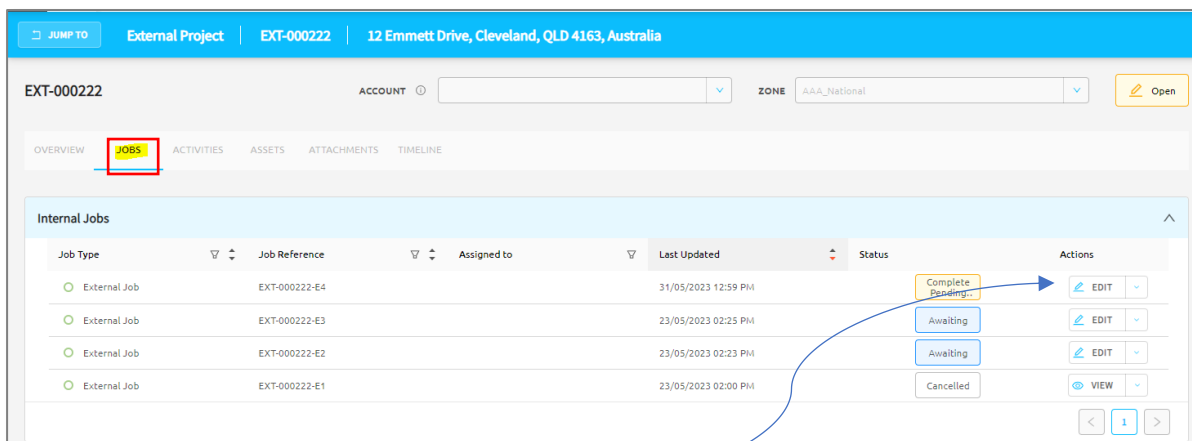 JUMP TO External Project EXT-000222 12 Emmett Drive, Cleveland, QLD 4163, Australia
EXT-000222 ACCOUNT ZONE AAA_National Open
OVERVIEW JOBS ACTIVITIES ASSETS ATTACHMENTS TIMELINE
Internal Jobs
Job Type Job Reference Assigned to Last Updated Status Actions
External Job EXT-000222-E4 31/05/2023 12:59 PM Complete Pending.. EDIT
External Job EXT-000222-E3 23/05/2023 02:25 PM Awaiting EDIT
External Job EXT-000222-E2 23/05/2023 02:23 PM Awaiting EDIT
External Job EXT-000222-E1 23/05/2023 02:00 PM Cancelled VIEW
< 1 >